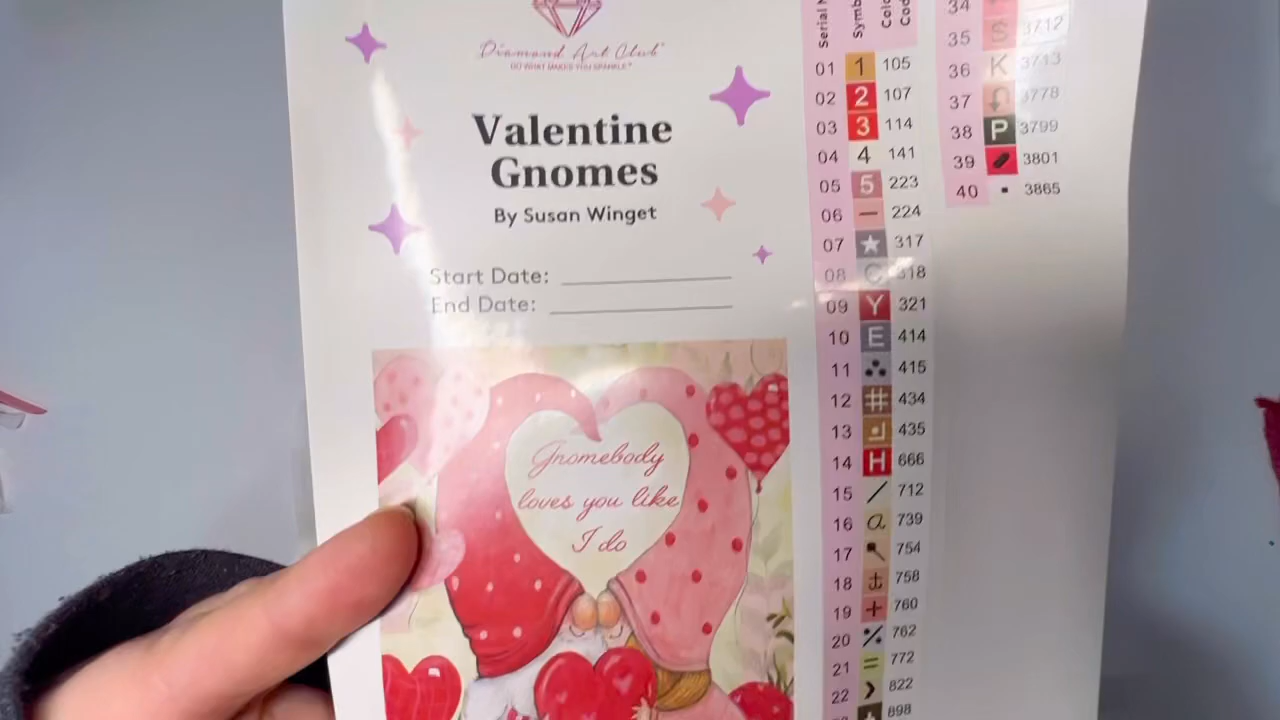 Diamond Art Club
DO WHAT MAKES YOU SPARKLE
Valentine
Gnomes
By Susan Winget
Start Date:
End Date:
Gnomebody
loves you like
I do
Serial
01 1 105
02 2 107
03 3 114
04 4 141
05 5 223
06 — 224
07 ★ 317
08 C 318
09 Y 321
10 E 414
11 415
12 # 434
13 435
14 H 666
15 / 712
16 a 739
17 754
18 ⚓ 758
19 + 760
20 762
21 = 772
22 822
898
34
35 S 3712
36 K 3713
37 3778
38 P 3799
39 3801
40 3865